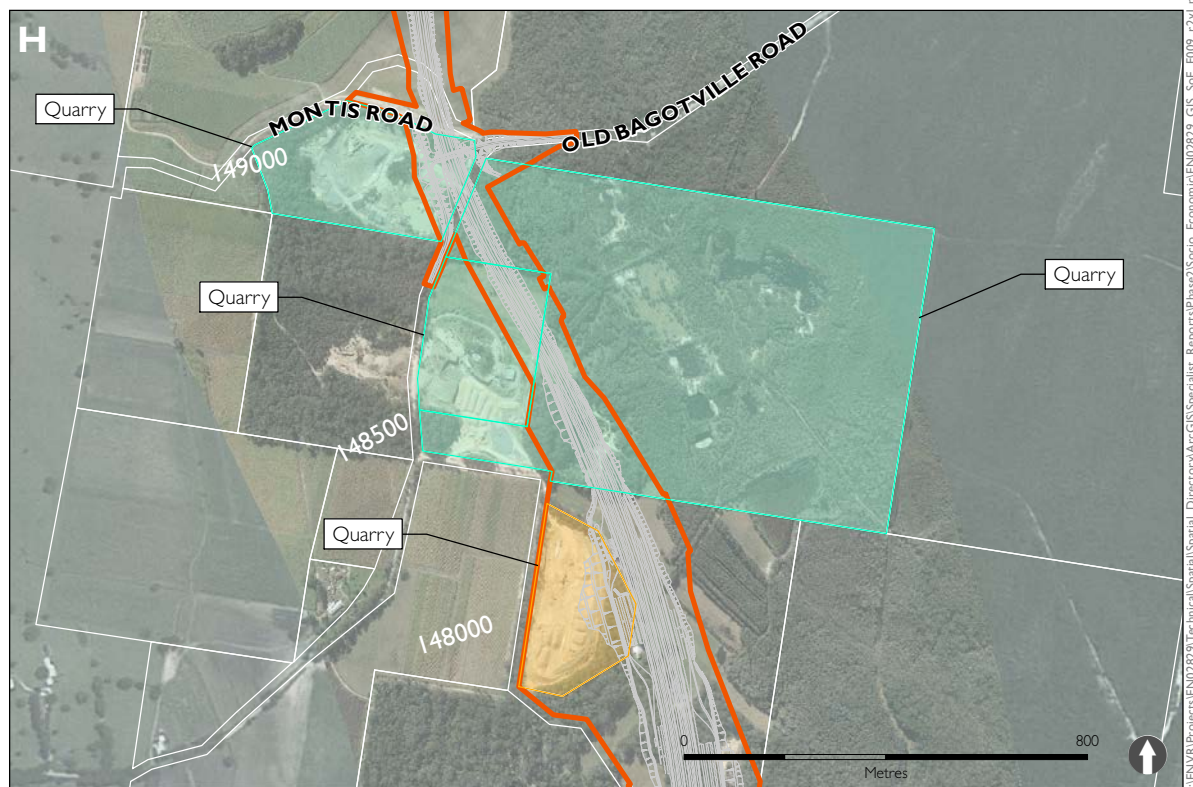 H
Quarry
MONTIS ROAD
OLD BAGOTVILLE ROAD
149000
Quarry
Quarry
148500
Quarry
148000
0 800
Metres